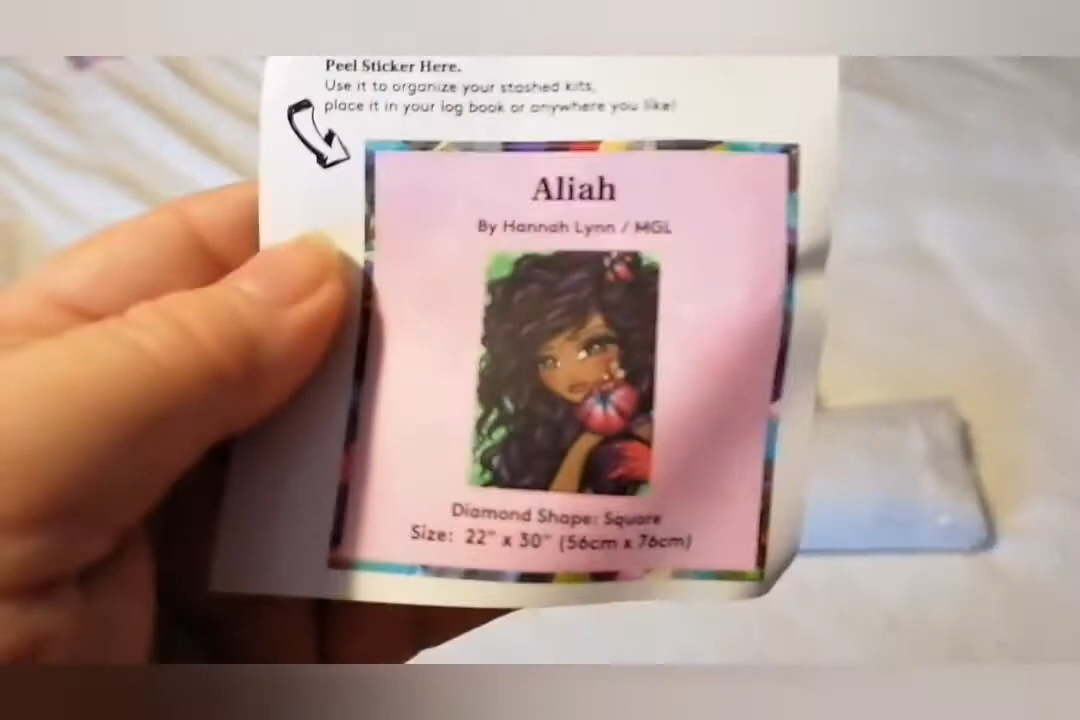 Peel Sticker Here.
Use it to organize your stashed kits,
place it in your log book or anywhere you like!
Aliah
By Hannah Lynn / MGL
Diamond Shape: Square
Size: 22" x 30" (56cm x 76cm)